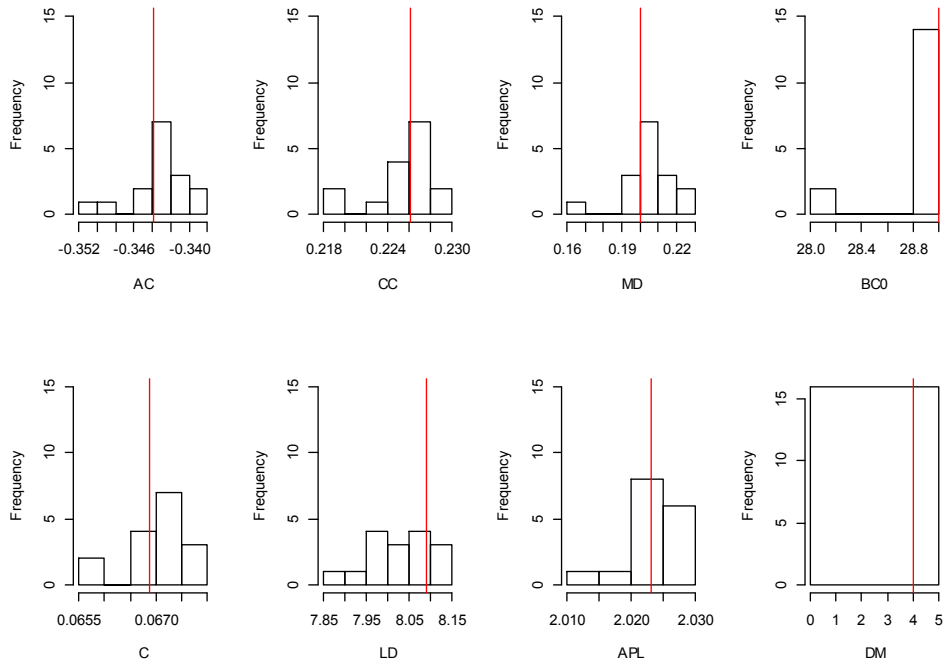 15
10
5
0
Frequency
-0.352 -0.346 -0.340
AC
15
10
5
0
Frequency
0.218 0.224 0.230
CC
15
10
5
0
Frequency
0.16 0.19 0.22
MD
15
10
5
0
Frequency
28.0 28.4 28.8
BC0
15
10
5
0
Frequency
0.0655 0.0670
C
15
10
5
0
Frequency
7.85 7.95 8.05 8.15
LD
15
10
5
0
Frequency
2.010 2.020 2.030
APL
15
10
5
0
Frequency
0 1 2 3 4 5
DM